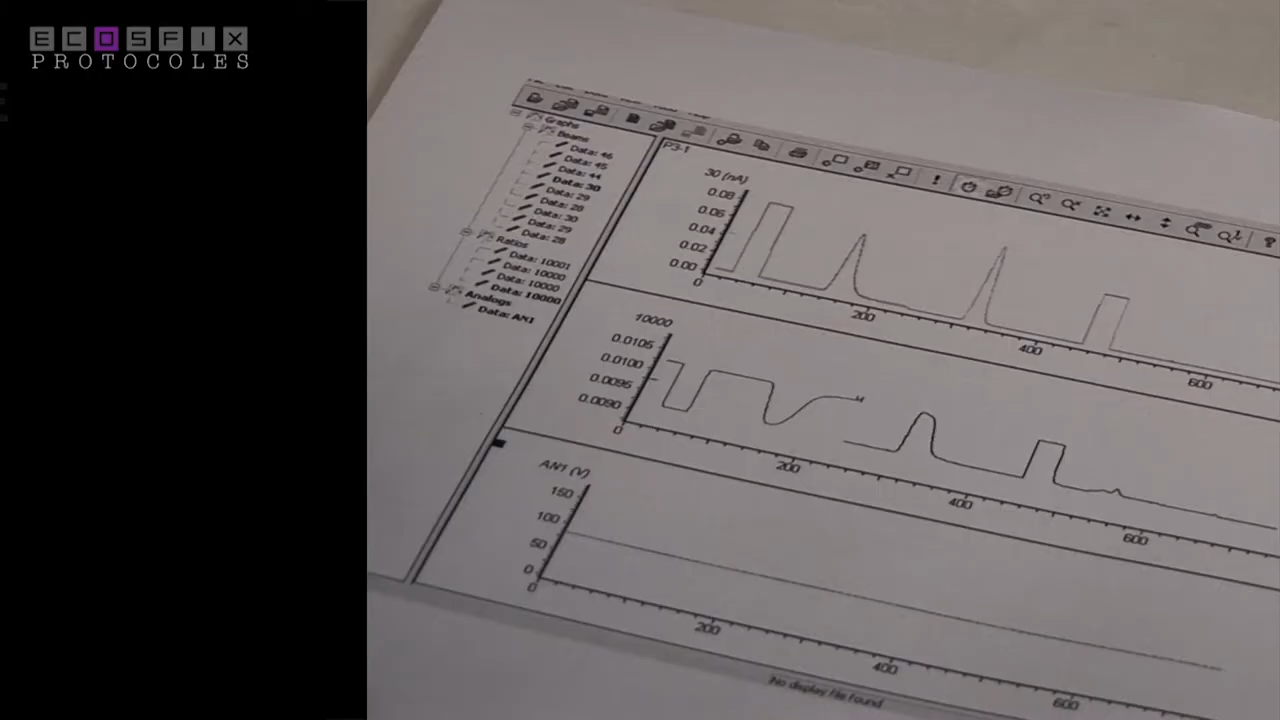 ECOSFIX
PROTOCOLES
Graphs
Beams
Data: 46
Data: 45
Data: 44
Data: 30
Data: 29
Data: 28
Data: 30
Data: 29
Data: 28
Ratios
Data: 10001
Data: 10000
Data: 10000
Data: 10000
Analogs
Data: AN1
P3-1
30 (nA)
0.08
0.06
0.04
0.02
0.00
0
200
400
600
10000
0.0105
0.0100
0.0095
0.0090
0
200
400
600
AN1 (V)
150
100
50
0
0
200
400
600
No display file found